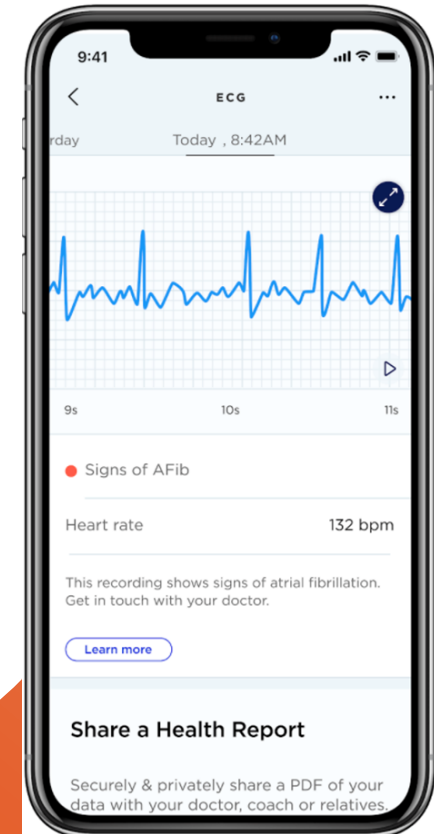 9:41
ECG
rday Today , 8:42AM
9s 10s 11s
Signs of AFib
Heart rate 132 bpm
This recording shows signs of atrial fibrillation.
Get in touch with your doctor.
Learn more
Share a Health Report
Securely & privately share a PDF of your
data with your doctor, coach or relatives.